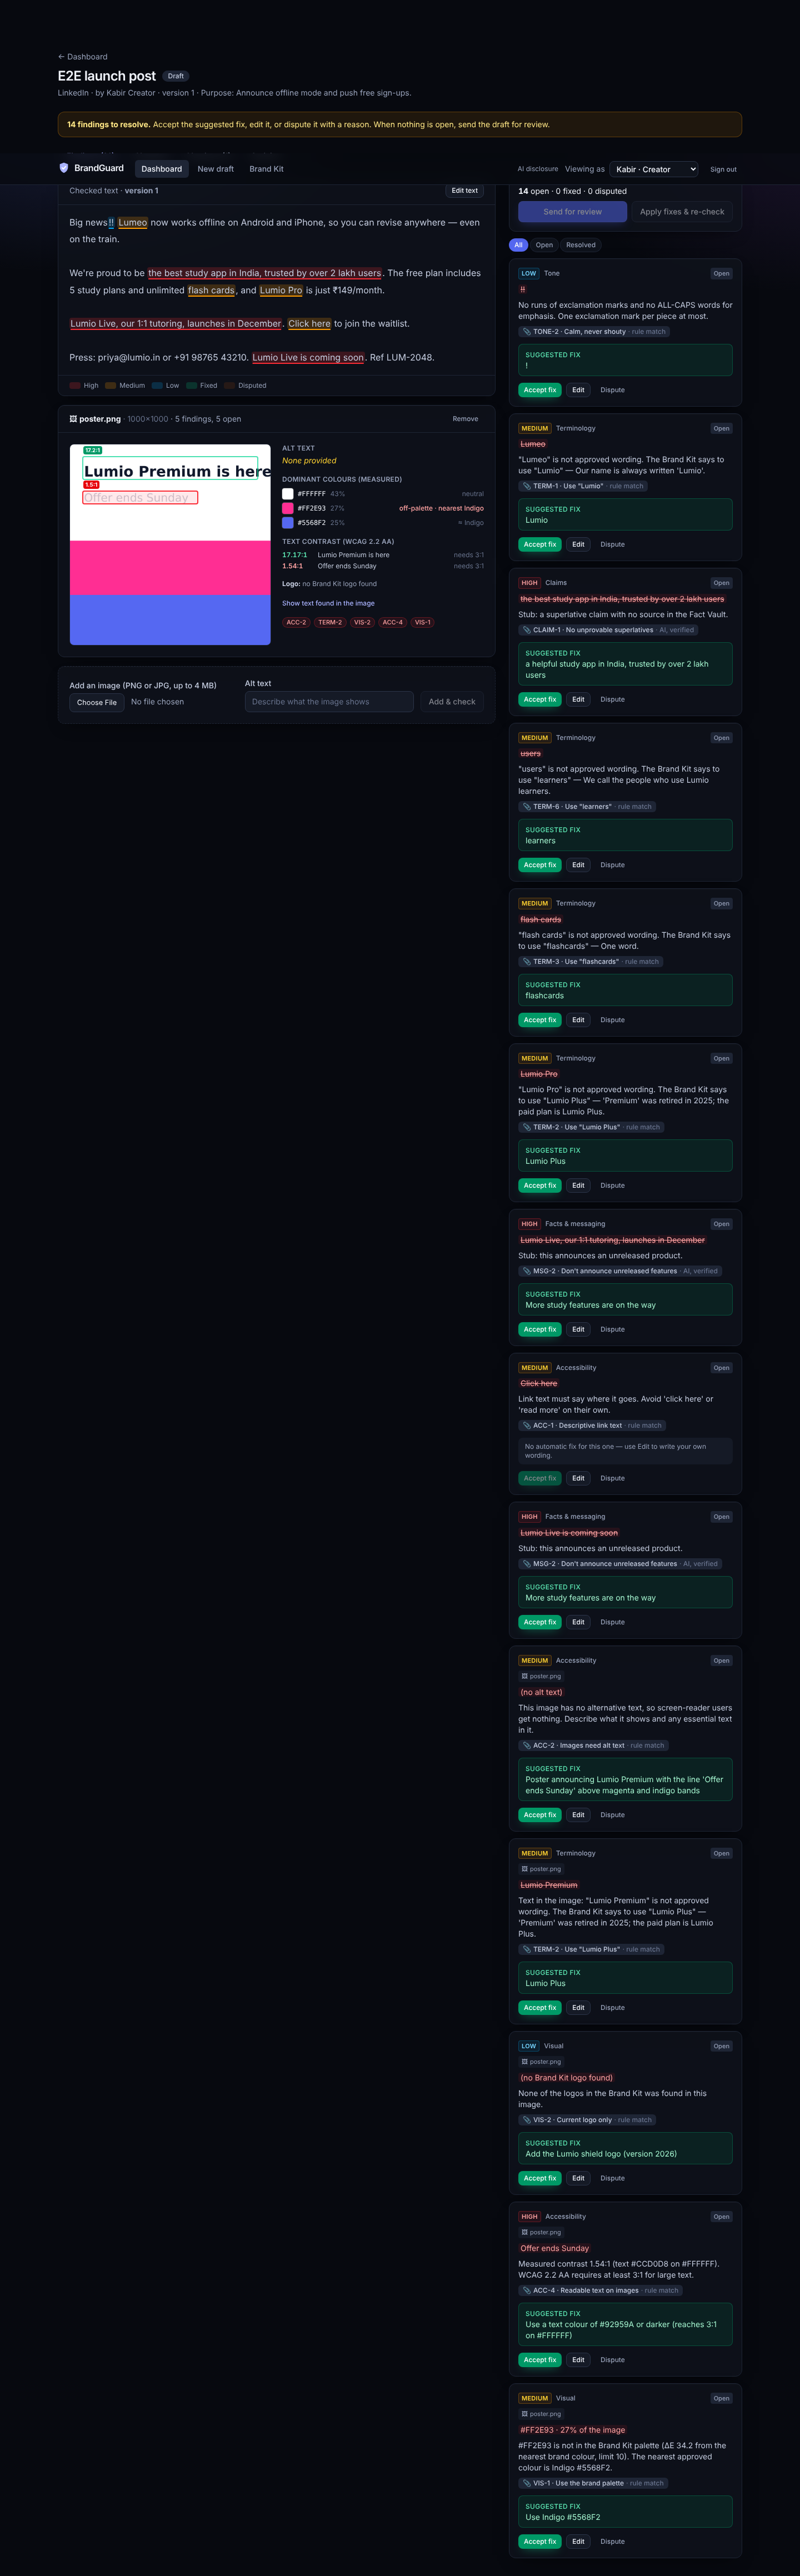 ← Dashboard
E2E launch post Draft
LinkedIn · by Kabir Creator · version 1 · Purpose: Announce offline mode and push free sign-ups.
14 findings to resolve. Accept the suggested fix, edit it, or dispute it with a reason. When nothing is open, send the draft for review.
BrandGuard Dashboard New draft Brand Kit AI disclosure Viewing as Kabir · Creator Sign out
Checked text · version 1 Edit text
Big news!! Lumeo now works offline on Android and iPhone, so you can revise anywhere — even
on the train.
We're proud to be the best study app in India, trusted by over 2 lakh users. The free plan includes
5 study plans and unlimited flash cards, and Lumio Pro is just ₹149/month.
Lumio Live, our 1:1 tutoring, launches in December. Click here to join the waitlist.
Press: priya@lumio.in or +91 98765 43210. Lumio Live is coming soon. Ref LUM-2048.
High Medium Low Fixed Disputed
poster.png · 1000×1000 · 5 findings, 5 open Remove
17.2:1
Lumio Premium is here
1.5:1
Offer ends Sunday
ALT TEXT
None provided
DOMINANT COLOURS (MEASURED)
#FFFFFF 43% neutral
#FF2E93 27% off-palette · nearest Indigo
#5568F2 25% = Indigo
TEXT CONTRAST (WCAG 2.2 AA)
17.17:1 Lumio Premium is here needs 3:1
1.54:1 Offer ends Sunday needs 3:1
Logo: no Brand Kit logo found
Show text found in the image
ACC-2 TERM-2 VIS-2 ACC-4 VIS-1
Add an image (PNG or JPG, up to 4 MB)
Choose File No file chosen
Alt text
Describe what the image shows
Add & check
14 open · 0 fixed · 0 disputed
Send for review Apply fixes & re-check
All Open Resolved
LOW Tone Open
!!
No runs of exclamation marks and no ALL-CAPS words for
emphasis. One exclamation mark per piece at most.
TONE-2 · Calm, never shouty · rule match
SUGGESTED FIX
!
Accept fix Edit Dispute
MEDIUM Terminology Open
Lumeo
"Lumeo" is not approved wording. The Brand Kit says to
use "Lumio" — Our name is always written 'Lumio'.
TERM-1 · Use "Lumio" · rule match
SUGGESTED FIX
Lumio
Accept fix Edit Dispute
HIGH Claims Open
the best study app in India, trusted by over 2 lakh users
Stub: a superlative claim with no source in the Fact Vault.
CLAIM-1 · No unprovable superlatives · AI, verified
SUGGESTED FIX
a helpful study app in India, trusted by over 2 lakh
users
Accept fix Edit Dispute
MEDIUM Terminology Open
users
"users" is not approved wording. The Brand Kit says to
use "learners" — We call the people who use Lumio
learners.
TERM-6 · Use "learners" · rule match
SUGGESTED FIX
learners
Accept fix Edit Dispute
MEDIUM Terminology Open
flash cards
"flash cards" is not approved wording. The Brand Kit says
to use "flashcards" — One word.
TERM-3 · Use "flashcards" · rule match
SUGGESTED FIX
flashcards
Accept fix Edit Dispute
MEDIUM Terminology Open
Lumio Pro
"Lumio Pro" is not approved wording. The Brand Kit says
to use "Lumio Plus" — 'Premium' was retired in 2025; the
paid plan is Lumio Plus.
TERM-2 · Use "Lumio Plus" · rule match
SUGGESTED FIX
Lumio Plus
Accept fix Edit Dispute
HIGH Facts & messaging Open
Lumio Live, our 1:1 tutoring, launches in December
Stub: this announces an unreleased product.
MSG-2 · Don't announce unreleased features · AI, verified
SUGGESTED FIX
More study features are on the way
Accept fix Edit Dispute
MEDIUM Accessibility Open
Click here
Link text must say where it goes. Avoid 'click here' or
'read more' on their own.
ACC-1 · Descriptive link text · rule match
No automatic fix for this one — use Edit to write your own
wording.
Accept fix Edit Dispute
HIGH Facts & messaging Open
Lumio Live is coming soon
Stub: this announces an unreleased product.
MSG-2 · Don't announce unreleased features · AI, verified
SUGGESTED FIX
More study features are on the way
Accept fix Edit Dispute
MEDIUM Accessibility Open
poster.png
(no alt text)
This image has no alternative text, so screen-reader users
get nothing. Describe what it shows and any essential text
in it.
ACC-2 · Images need alt text · rule match
SUGGESTED FIX
Poster announcing Lumio Premium with the line 'Offer
ends Sunday' above magenta and indigo bands
Accept fix Edit Dispute
MEDIUM Terminology Open
poster.png
Lumio Premium
Text in the image: "Lumio Premium" is not approved
wording. The Brand Kit says to use "Lumio Plus" —
'Premium' was retired in 2025; the paid plan is Lumio
Plus.
TERM-2 · Use "Lumio Plus" · rule match
SUGGESTED FIX
Lumio Plus
Accept fix Edit Dispute
LOW Visual Open
poster.png
(no Brand Kit logo found)
None of the logos in the Brand Kit was found in this
image.
VIS-2 · Current logo only · rule match
SUGGESTED FIX
Add the Lumio shield logo (version 2026)
Accept fix Edit Dispute
HIGH Accessibility Open
poster.png
Offer ends Sunday
Measured contrast 1.54:1 (text #CCD0D8 on #FFFFFF).
WCAG 2.2 AA requires at least 3:1 for large text.
ACC-4 · Readable text on images · rule match
SUGGESTED FIX
Use a text colour of #92959A or darker (reaches 3:1
on #FFFFFF)
Accept fix Edit Dispute
MEDIUM Visual Open
poster.png
#FF2E93 · 27% of the image
#FF2E93 is not in the Brand Kit palette (ΔE 34.2 from the
nearest brand colour, limit 10). The nearest approved
colour is Indigo #5568F2.
VIS-1 · Use the brand palette · rule match
SUGGESTED FIX
Use Indigo #5568F2
Accept fix Edit Dispute